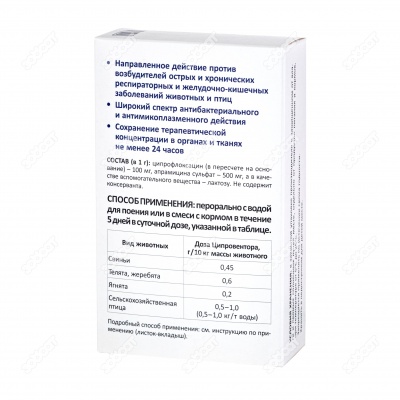 • Направленное действие против
возбудителей острых и хронических
респираторных и желудочно-кишечных
заболеваний животных и птиц
• Широкий спектр антибактериального
и антимикоплазменного действия
• Сохранение терапевтической
концентрации в органах и тканях
не менее 24 часов
СОСТАВ (в 1 г): ципрофлоксацин (в пересчете на осно-
вание) – 100 мг, апрамицина сульфат – 500 мг, а в каче-
стве вспомогательного вещества – лактозу. Не содержит
консерванта.
СПОСОБ ПРИМЕНЕНИЯ: перорально с водой
для поения или в смеси с кормом в течение
5 дней в суточной дозе, указанной в таблице.
Вид животных
Доза Ципровентора,
г/10 кг массы животного
Свиньи 0,45
Телята, жеребята 0,6
Ягнята 0,2
Сельскохозяйственная 0,5–1,0
птица (0,5–1,0 кг/т воды)
Подробный способ применения: см. инструкцию по при-
менению (листок-вкладыш).